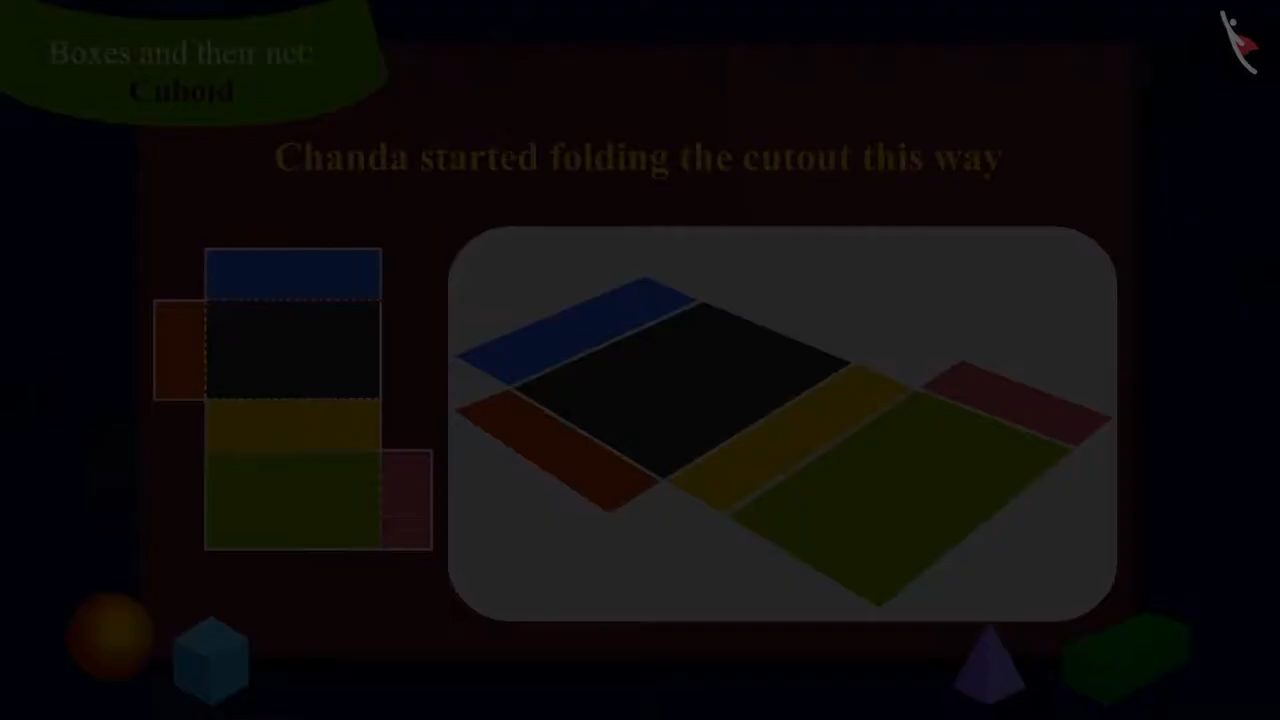 Boxes and their net:
Cuboid
Chanda started folding the cutout this way